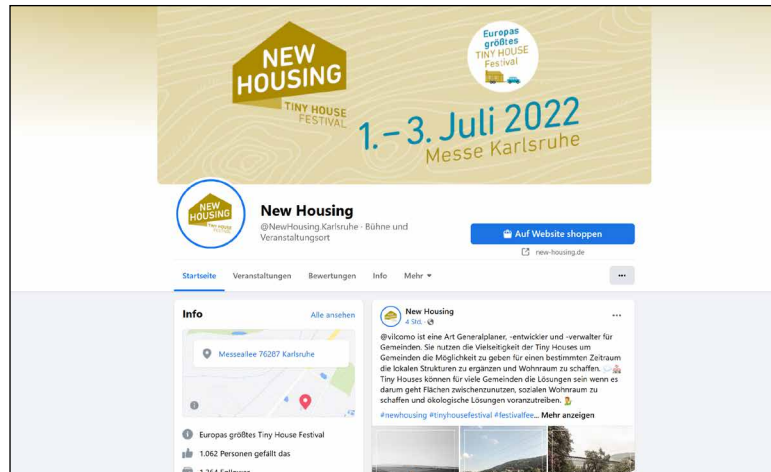 NEW
HOUSING
TINY HOUSE
FESTIVAL
Europas
größtes
TINY HOUSE
Festival
1. – 3. Juli 2022
Messe Karlsruhe
NEW
HOUSING
TINY HOUSE
FESTIVAL
New Housing
@NewHousing.Karlsruhe · Bühne und
Veranstaltungsort
Auf Website shoppen
new-housing.de
Startseite Veranstaltungen Bewertungen Info Mehr
Info Alle ansehen
Messeallee 76287 Karlsruhe
Europas größtes Tiny House Festival
1.062 Personen gefällt das
1.264 Follower
New Housing
4 Std. ·
@vilcomo ist eine Art Generalplaner, -entwickler und -verwalter für
Gemeinden. Sie nutzen die Vielseitigkeit der Tiny Houses um
Gemeinden die Möglichkeit zu geben für einen bestimmten Zeitraum
die lokalen Strukturen zu ergänzen und Wohnraum zu schaffen.
Tiny Houses können für viele Gemeinden die Lösungen sein wenn es
darum geht Flächen zwischenzunutzen, sozialen Wohnraum zu
schaffen und ökologische Lösungen voranzutreiben.
#newhousing #tinyhousefestival #festivalfee... Mehr anzeigen